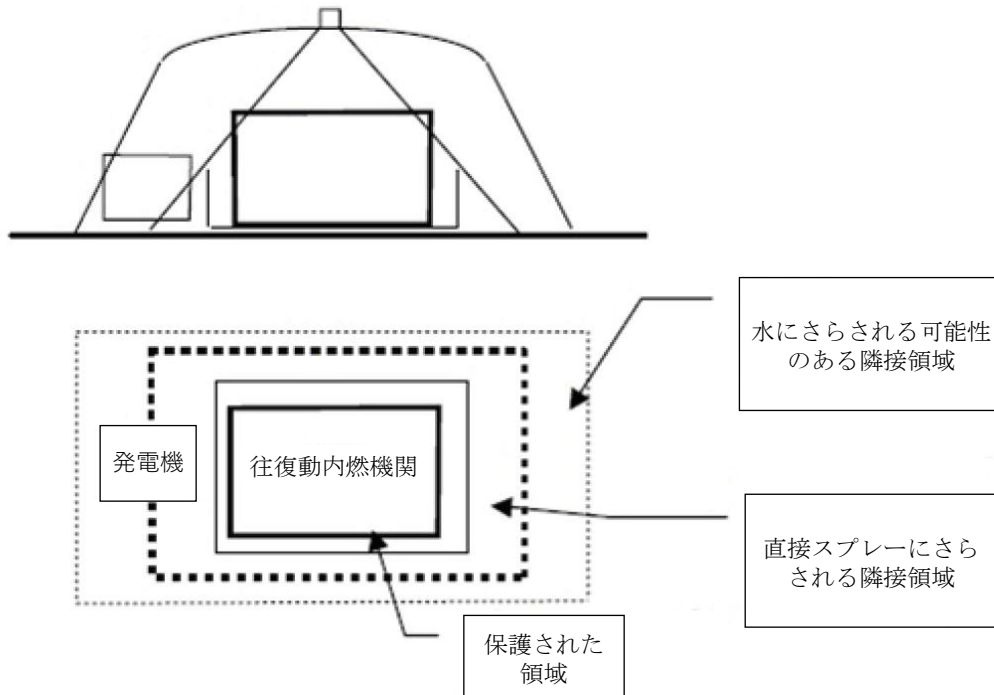 水にさらされる可能性
のある隣接領域
発電機
往復動内燃機関
直接スプレーにさら
される隣接領域
保護された
領域